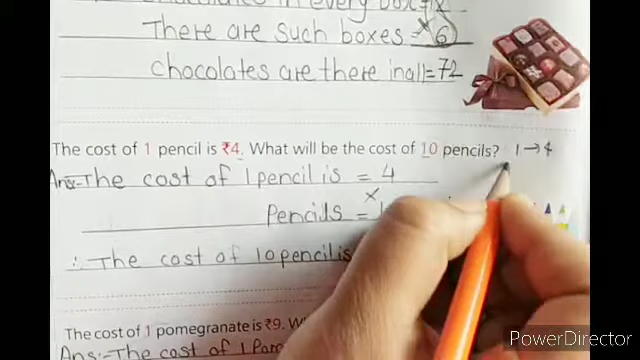 There are such boxes = 6
chocolates are there inall = 72
The cost of 1 pencil is ₹4. What will be the cost of 10 pencils? 1→4
Ans:- The cost of 1 pencil is = 4
×
Pencils =
∴ The cost of 10 pencil is
The cost of 1 pomegranate is ₹9.
Ans:- The cost of 1
PowerDirector